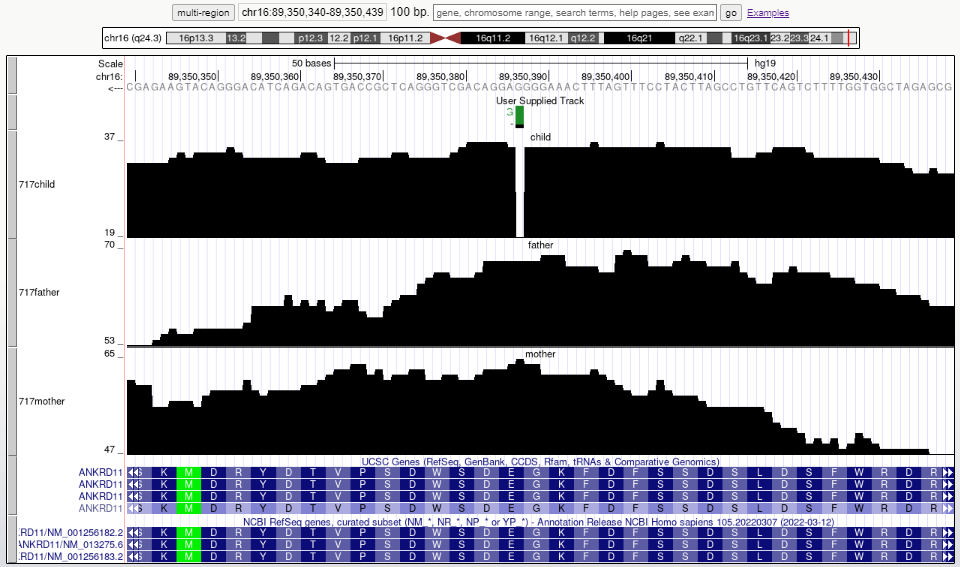 multi-region chr16:89,350,340-89,350,439 100 bp. gene, chromosome range, search terms, help pages, see exan go Examples
chr16 (q24.3) 16p13.3 13.2 p12.3 12.2 p12.1 16p11.2 16q11.2 16q12.1 q12.2 16q21 q22.1 16q23.1 23.2 23.3 24.1
Scale 50 bases hg19
chr16: 89,350,350 89,350,360 89,350,370 89,350,380 89,350,390 89,350,400 89,350,410 89,350,420 89,350,430
<--- CGAGAAGTACAGGGACATCAGACAGTGACCGCTCAGGGTCGACAGGAGGGGAAACTTTAGTTTCCTACTTAGCCTGTTCAGTCTTTTGGTGGCTAGAGCG
User Supplied Track
child
37
717child
19
father
70
717father
53
mother
65
717mother
47
UCSC Genes (RefSeq, GenBank, CCDS, Rfam, tRNAs & Comparative Genomics)
ANKRD11 S K M D R Y D T V P S D W S D E G K F D F S S D S L D S F W R D R
ANKRD11 S K M D R Y D T V P S D W S D E G K F D F S S D S L D S F W R D R
ANKRD11 S K M D R Y D T V P S D W S D E G K F D F S S D S L D S F W R D R
ANKRD11 S K M D R Y D T V P S D W S D E G K F D F S S D S L D S F W R D R
NCBI RefSeq genes, curated subset (NM_*, NR_*, NP_* or YP_*) - Annotation Release NCBI Homo sapiens 105.20220307 (2022-03-12)
.RD11/NM_001256182.2 S K M D R Y D T V P S D W S D E G K F D F S S D S L D S F W R D R
ANKRD11/NM_013275.6 S K M D R Y D T V P S D W S D E G K F D F S S D S L D S F W R D R
.RD11/NM_001256183.2 S K M D R Y D T V P S D W S D E G K F D F S S D S L D S F W R D R